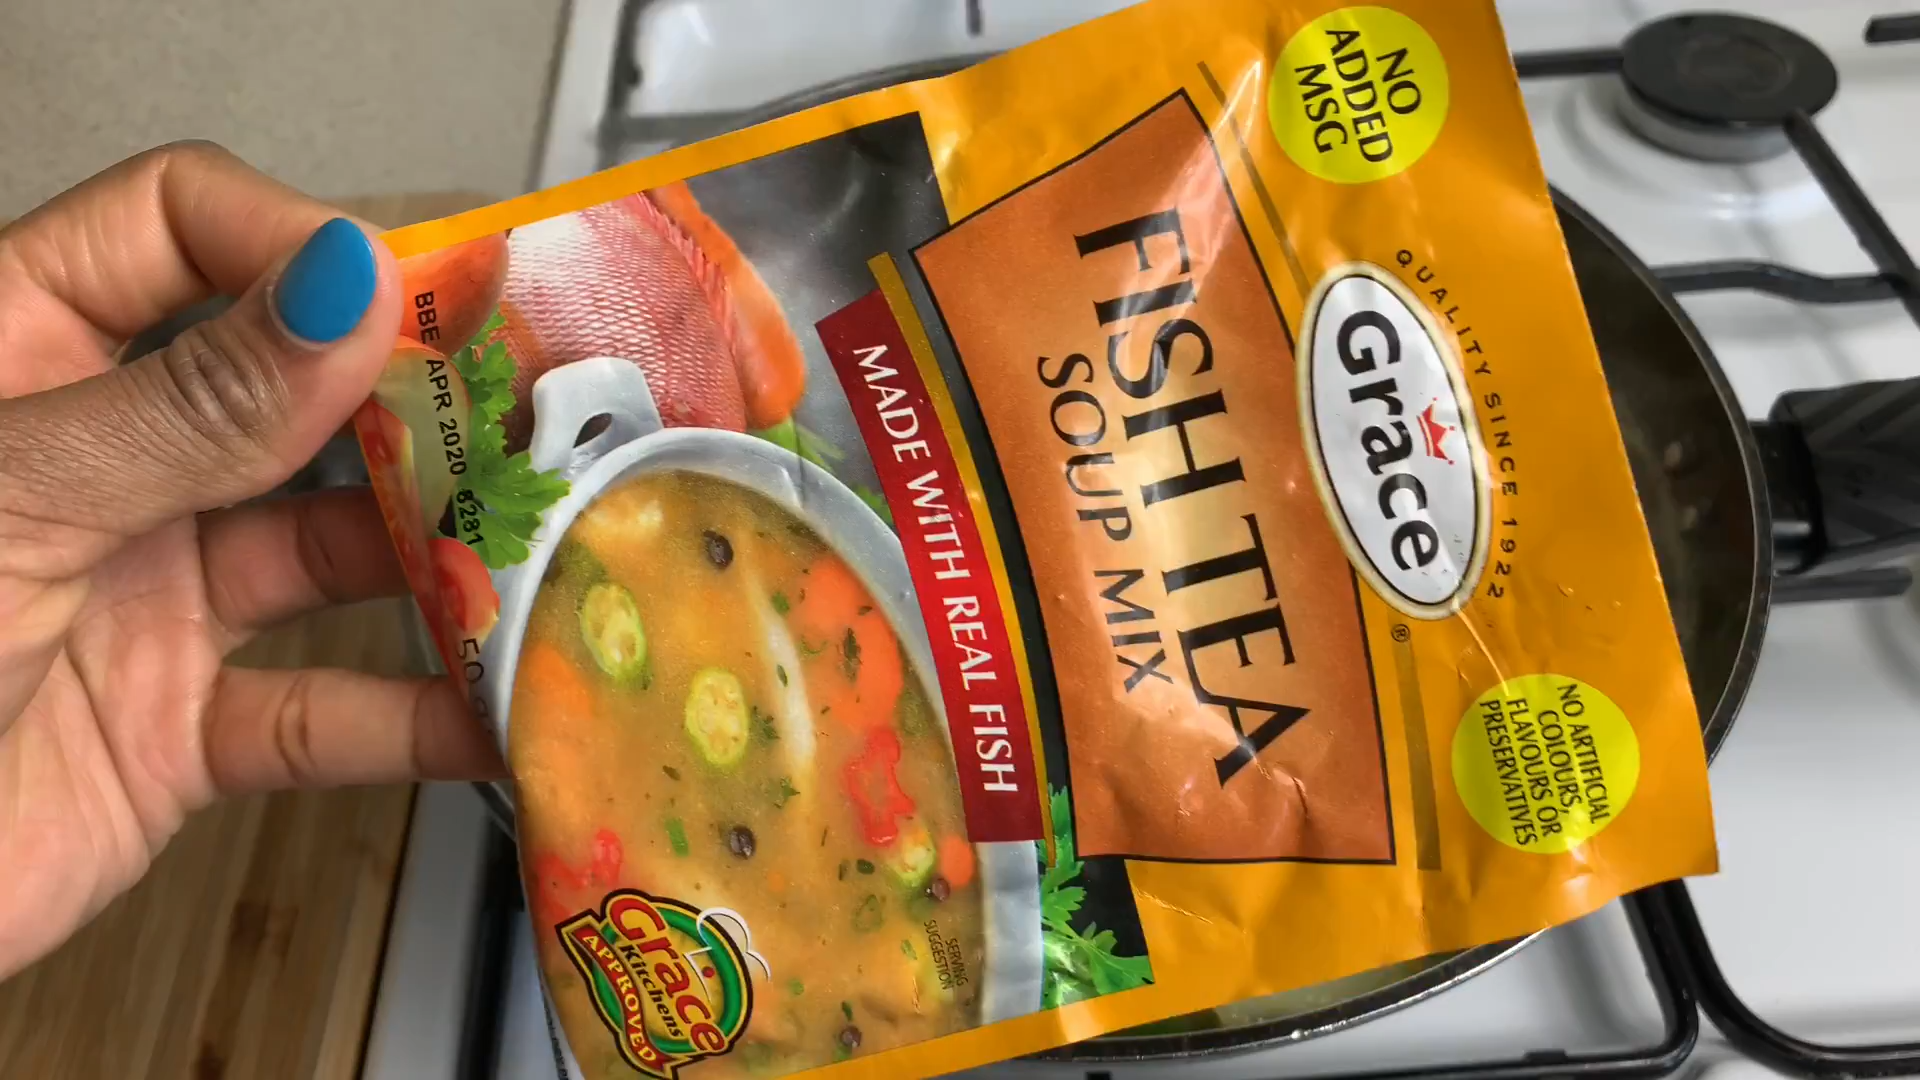 NO
ADDED
MSG
QUALITY SINCE 1922
Grace
®
NO ARTIFICIAL
COLOURS,
FLAVOURS OR
PRESERVATIVES
FISH TEA
SOUP MIX
MADE WITH REAL FISH
SERVING
SUGGESTION
Grace
Kitchens
APPROVED
BBE APR 2020 8281
50